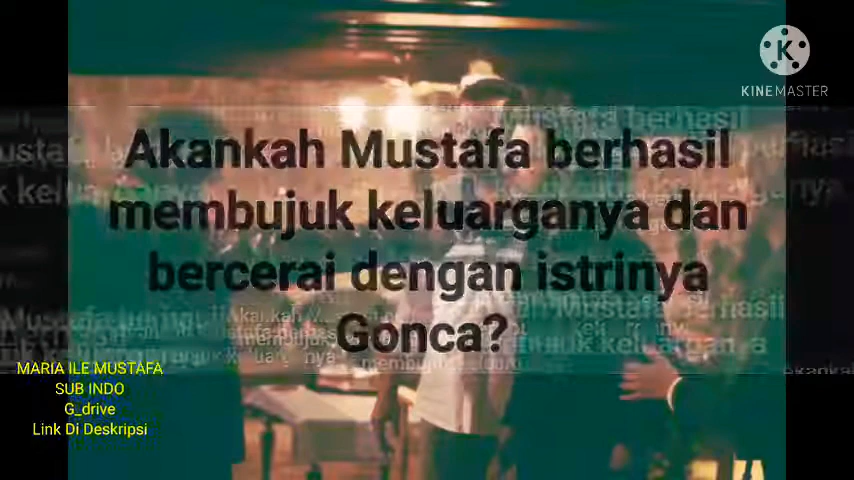 KINEMASTER
Akankah Mustafa berhasil
membujuk keluarganya dan
bercerai dengan istrinya
Gonca?
MARIA ILE MUSTAFA
SUB INDO
G_drive
Link Di Deskripsi